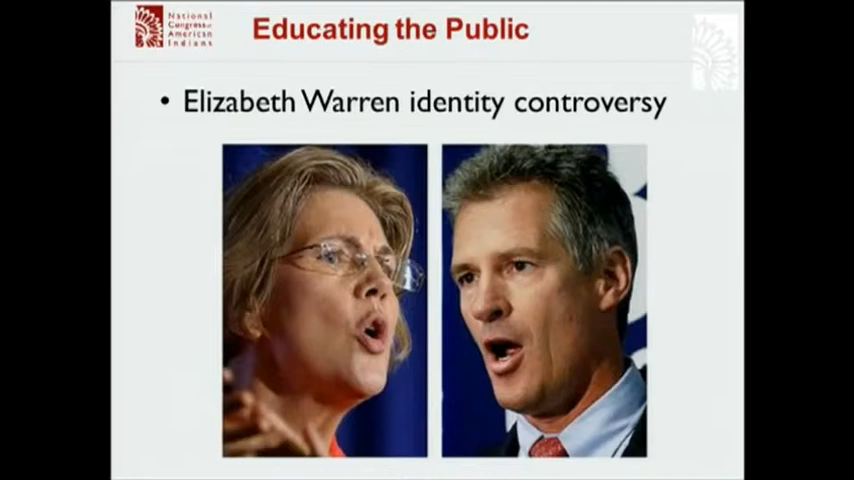 National
Congress of
American
Indians
Educating the Public
• Elizabeth Warren identity controversy